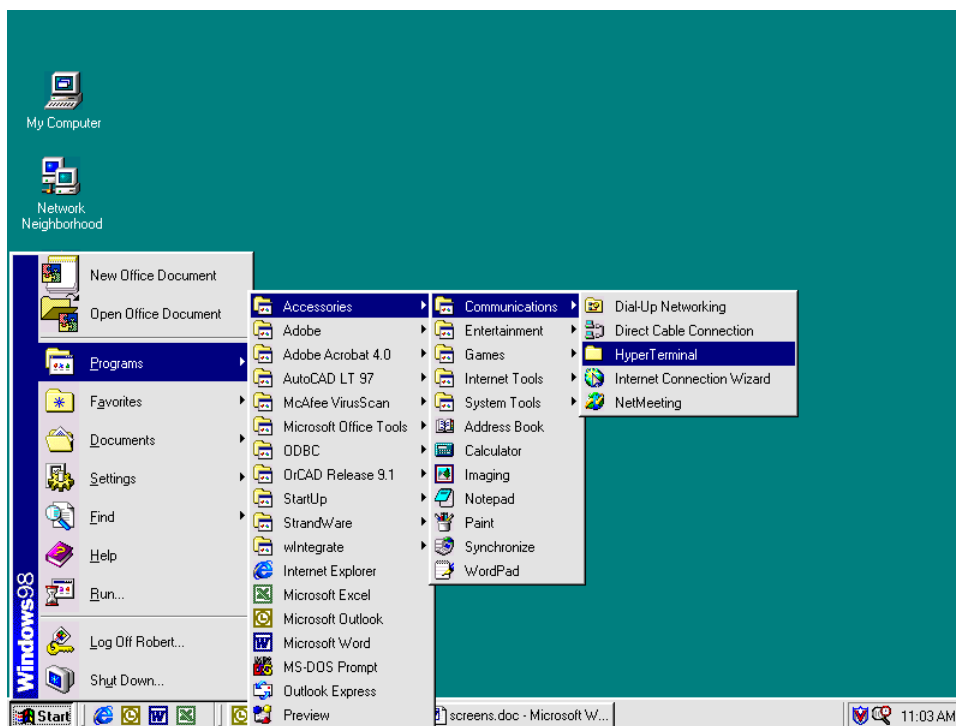 My Computer
Network
Neighborhood
New Office Document
Open Office Document
Programs
Favorites
Documents
Settings
Find
Help
Run...
Log Off Robert...
Shut Down...
Windows98
Accessories
Adobe
Adobe Acrobat 4.0
AutoCAD LT 97
McAfee VirusScan
Microsoft Office Tools
ODBC
OrCAD Release 9.1
StartUp
StrandWare
wIntegrate
Internet Explorer
Microsoft Excel
Microsoft Outlook
Microsoft Word
MS-DOS Prompt
Outlook Express
Preview
Communications
Entertainment
Games
Internet Tools
System Tools
Address Book
Calculator
Imaging
Notepad
Paint
Synchronize
WordPad
Dial-Up Networking
Direct Cable Connection
HyperTerminal
Internet Connection Wizard
NetMeeting
Start
screens.doc - Microsoft W...
11:03 AM